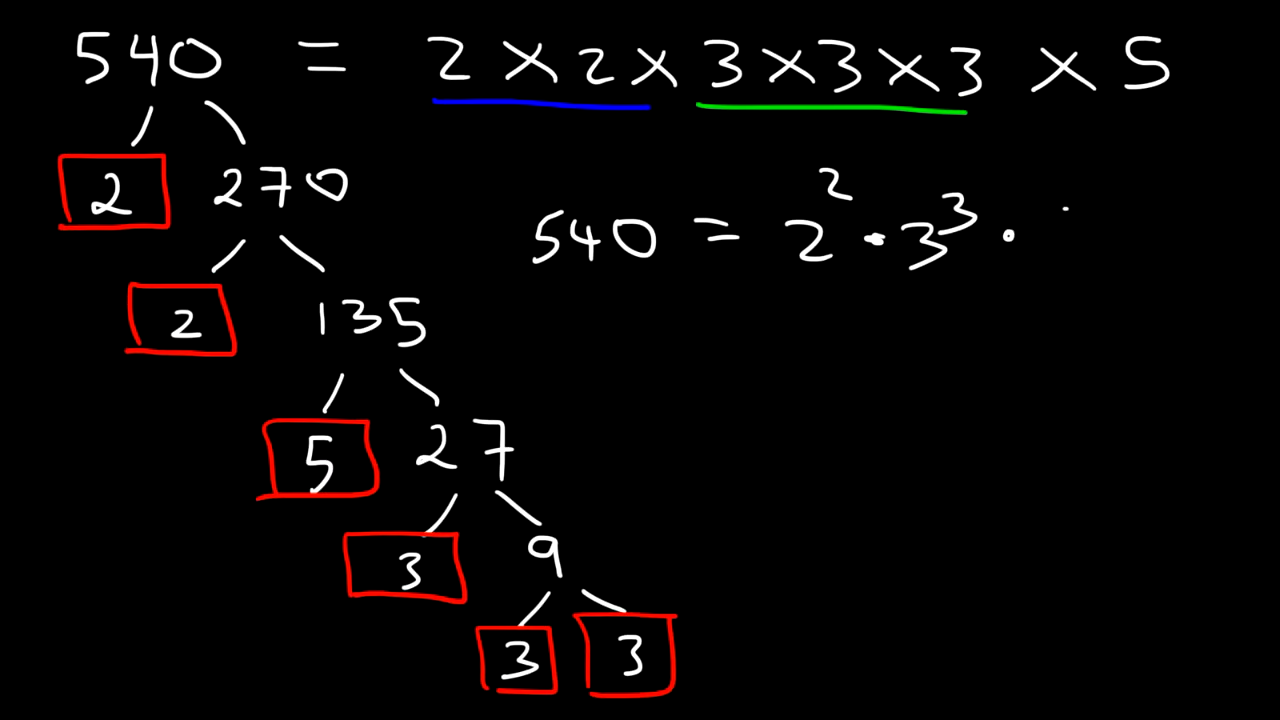 540 = 2 × 2 × 3 × 3 × 3 × 5
2 270
540 = 2² · 3³ ·
2 135
5 27
3 9
3 3